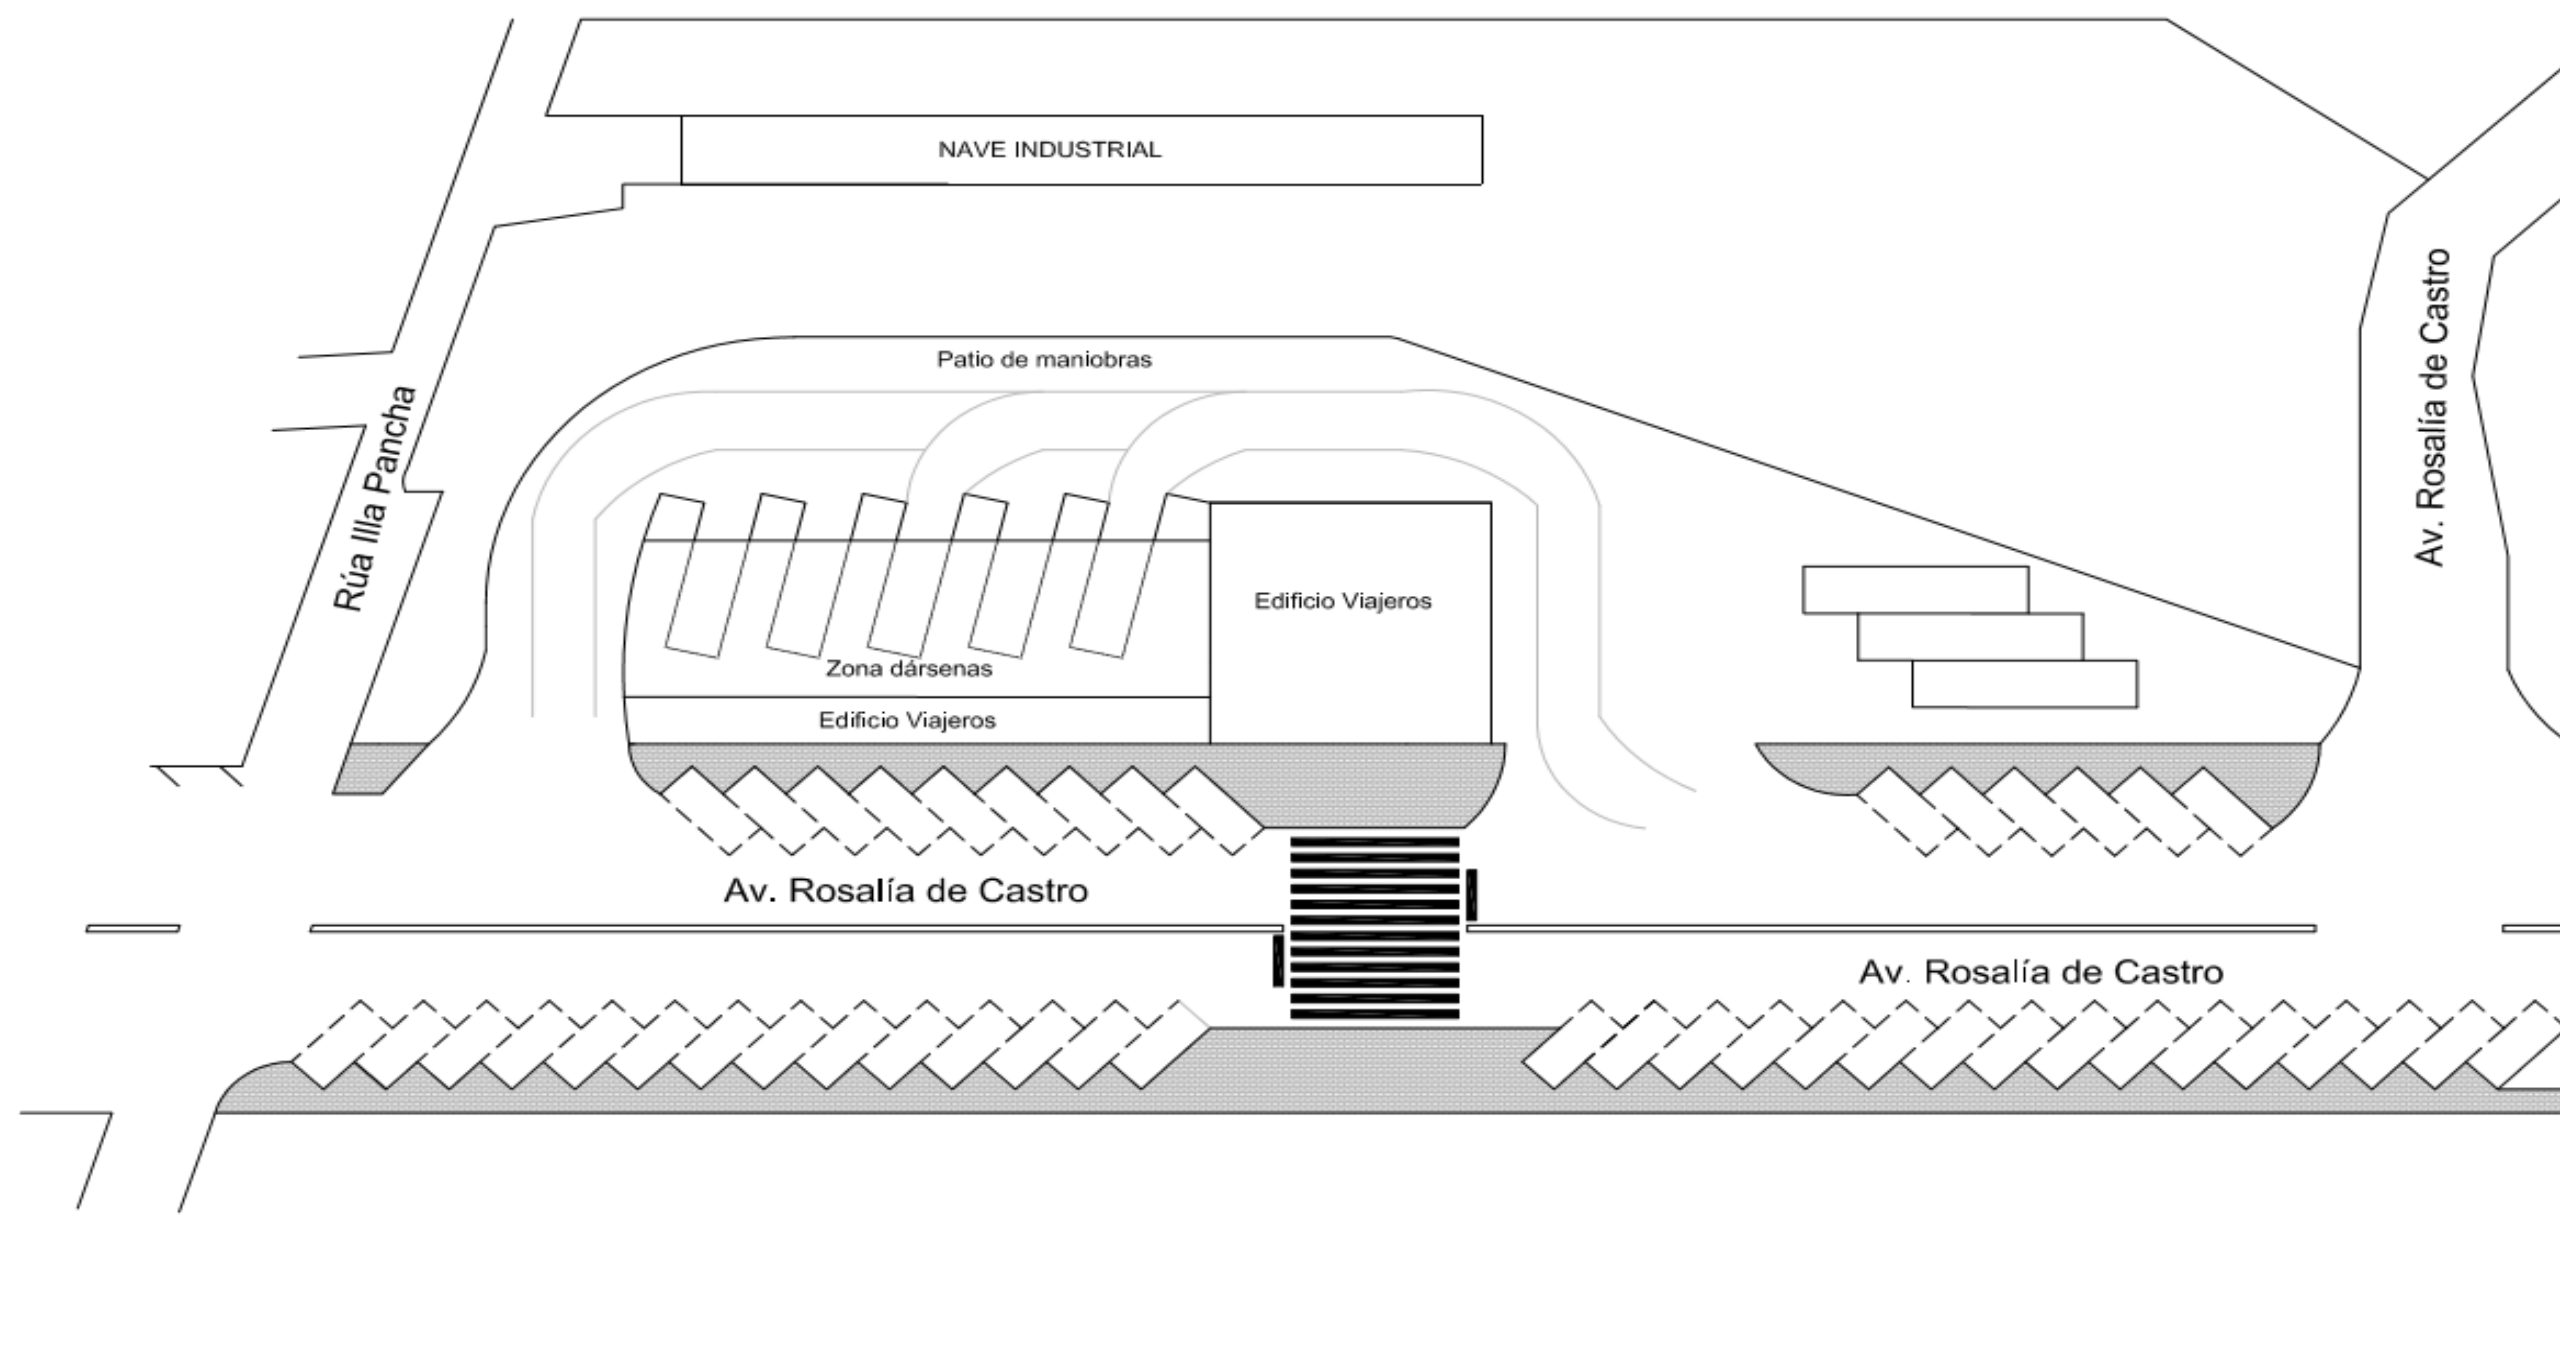 NAVE INDUSTRIAL
Patio de maniobras
Rúa Illa Pancha
Av. Rosalía de Castro
Edificio Viajeros
Zona dársenas
Edificio Viajeros
Av. Rosalía de Castro
Av. Rosalía de Castro